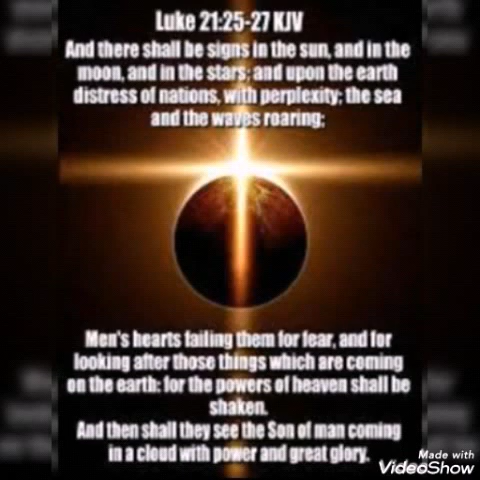 Luke 21:25-27 KJV
And there shall be signs in the sun, and in the
moon, and in the stars; and upon the earth
distress of nations, with perplexity; the sea
and the waves roaring;
Men's hearts failing them for fear, and for
looking after those things which are coming
on the earth: for the powers of heaven shall be
shaken.
And then shall they see the Son of man coming
in a cloud with power and great glory.
Made with
VideoShow